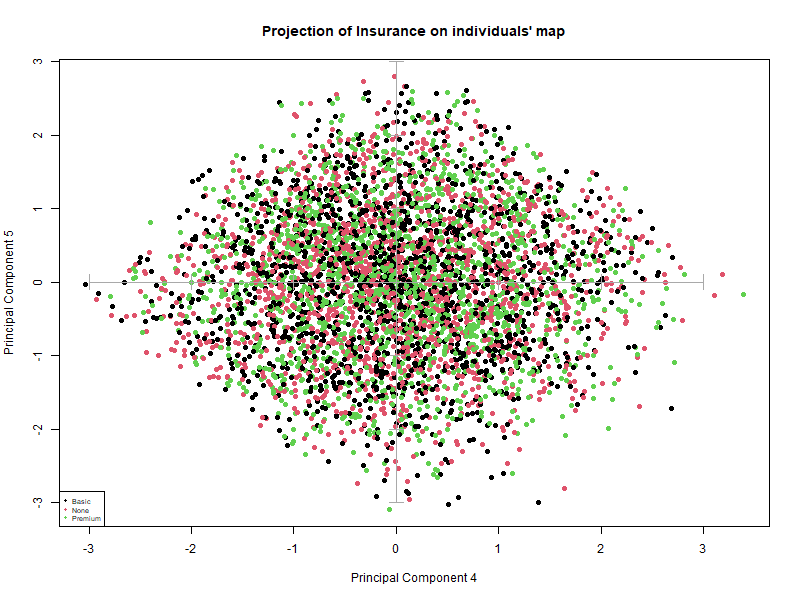 Projection of Insurance on individuals' map
3
2
1
0
-1
-2
-3
Principal Component 5
Basic
None
Premium
-3
-2
-1
0
1
2
3
Principal Component 4